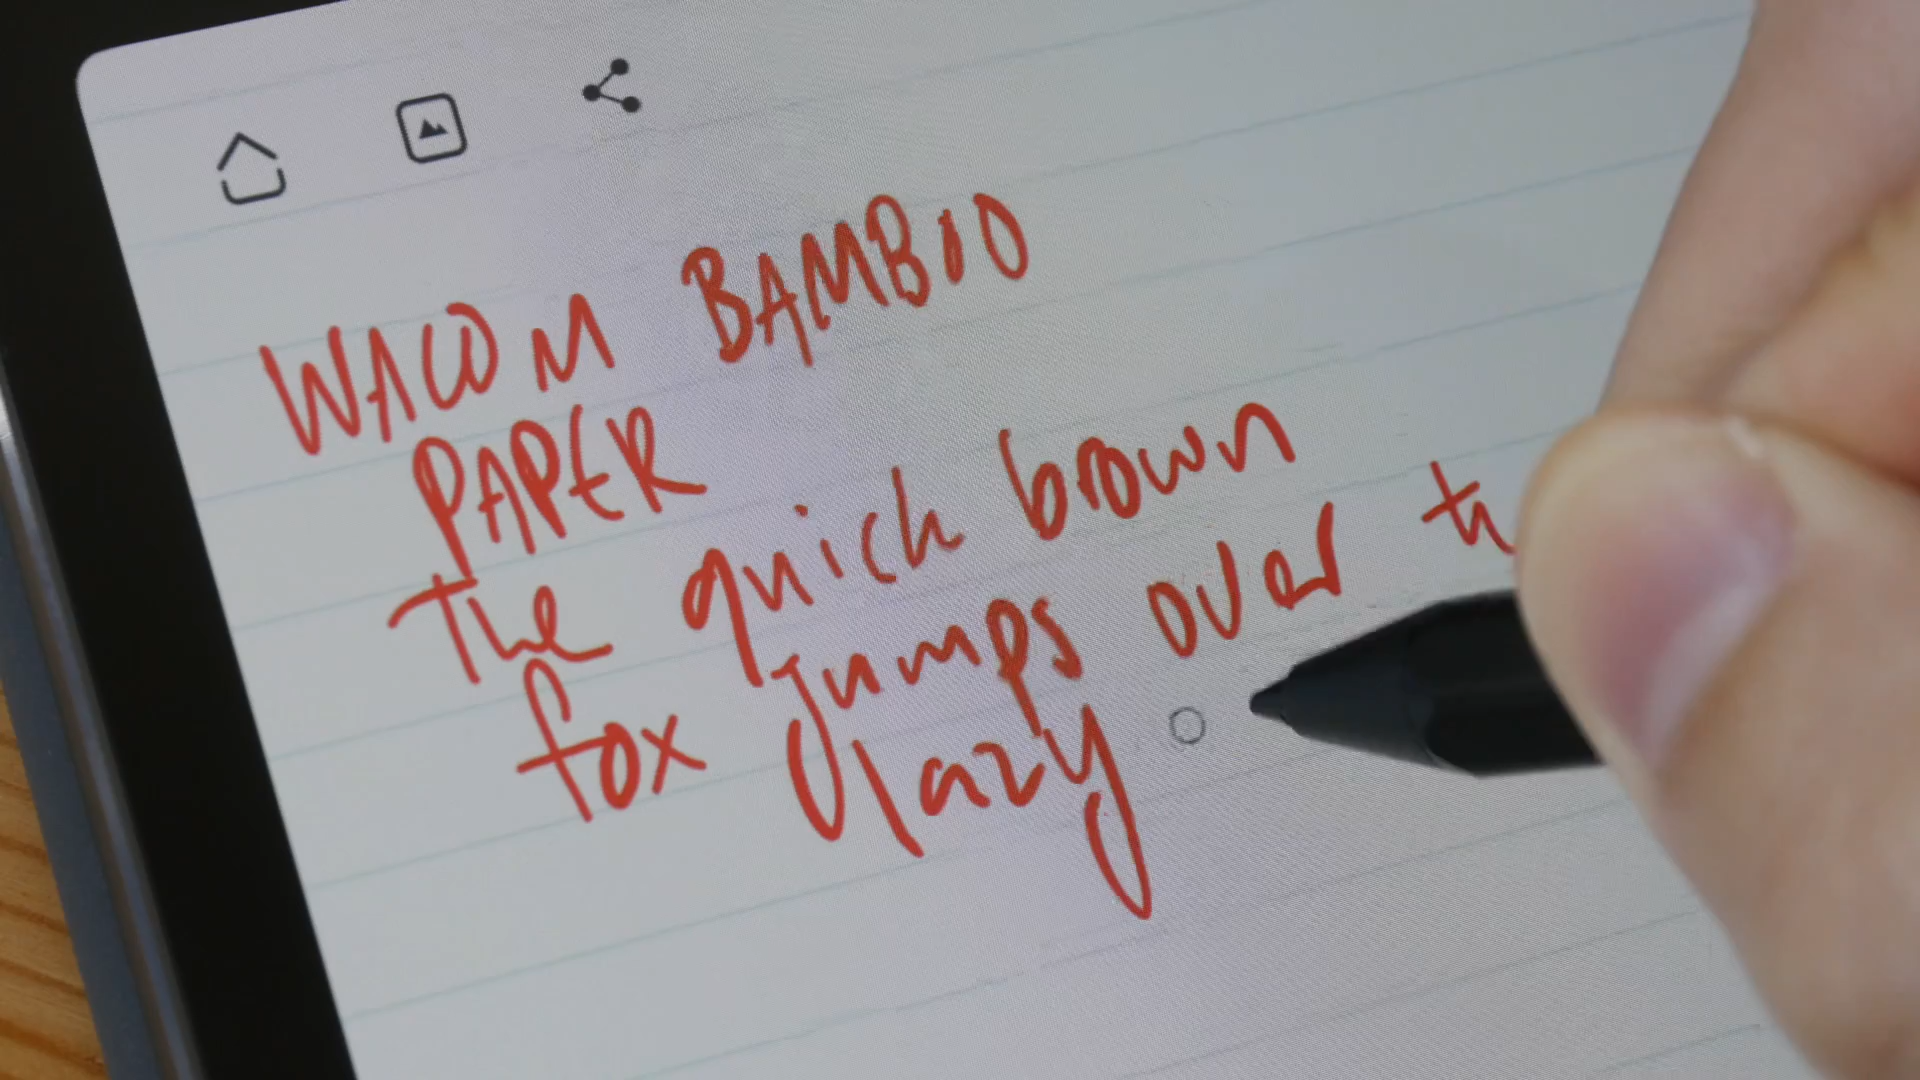 WACOM BAMBOO
PAPER
The quick brown
fox jumps over
lazy